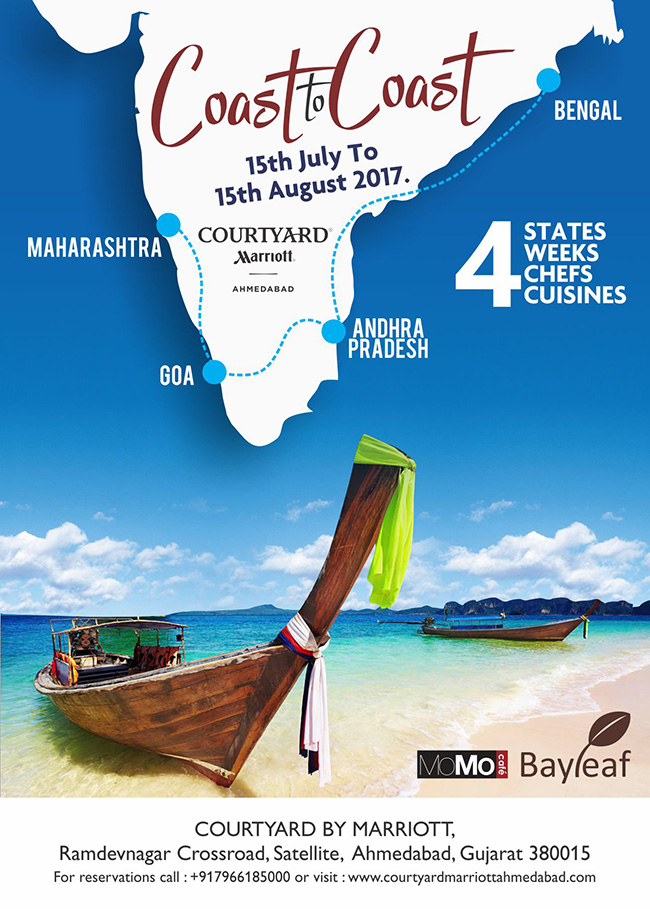 Coast to Coast
15th July To
15th August 2017.
BENGAL
MAHARASHTRA
COURTYARD®
Marriott
AHMEDABAD
4 STATES
WEEKS
CHEFS
CUISINES
ANDHRA
PRADESH
GOA
MoMo café
Bayleaf
COURTYARD BY MARRIOTT,
Ramdevnagar Crossroad, Satellite, Ahmedabad, Gujarat 380015
For reservations call : +917966185000 or visit : www.courtyardmarriottahmedabad.com